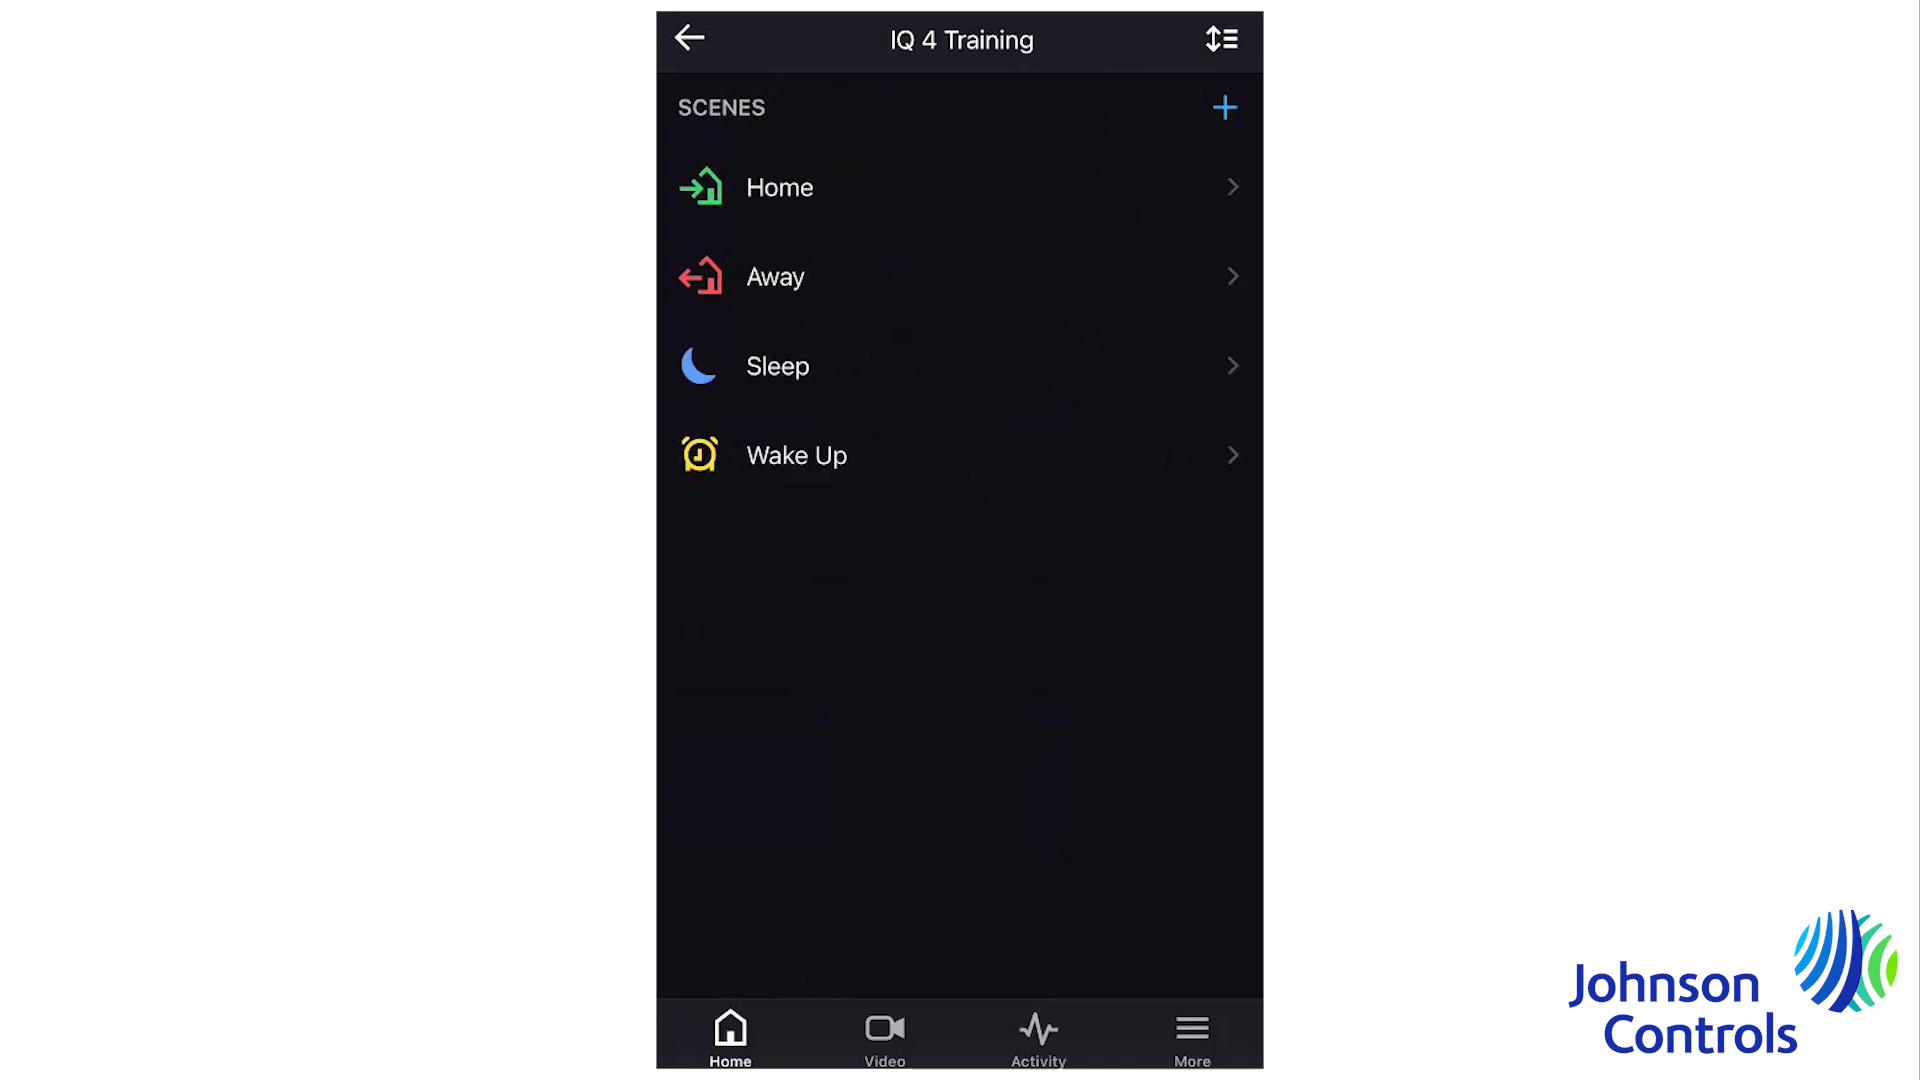 IQ 4 Training
SCENES
Home
Away
Sleep
Wake Up
Home
Video
Activity
More
Johnson
Controls